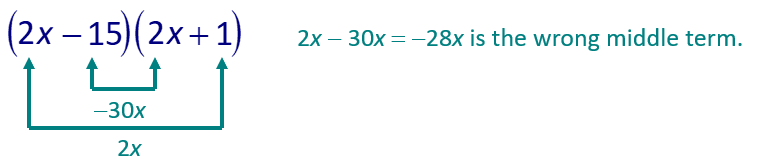 (2x – 15)(2x + 1) 2x – 30x = –28x is the wrong middle term.
–30x
2x